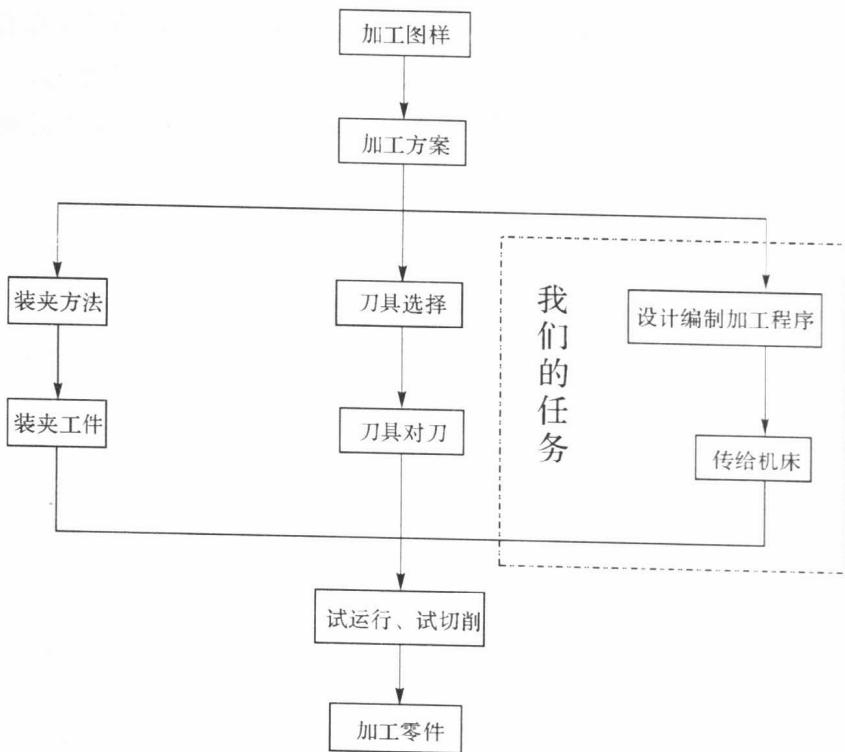 加工图样
加工方案
装夹方法
刀具选择
我们的任务
设计编制加工程序
装夹工件
刀具对刀
传给机床
试运行、试切削
加工零件